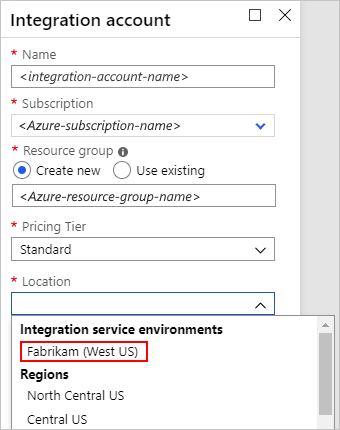 Integration account
* Name
<integration-account-name>
* Subscription
<Azure-subscription-name>
* Resource group
Create new Use existing
<Azure-resource-group-name>
* Pricing Tier
Standard
* Location
Integration service environments
Fabrikam (West US)
Regions
North Central US
Central US